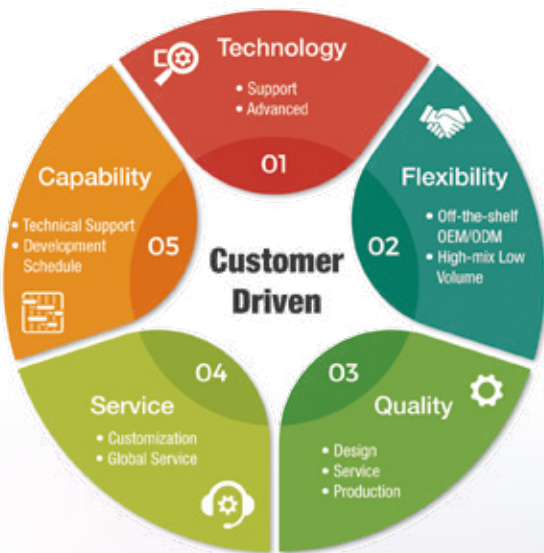 Technology
• Support
• Advanced
01
Flexibility
• Off-the-shelf
OEM/ODM
• High-mix Low
Volume
02
Quality
• Design
• Service
• Production
03
Service
• Customization
• Global Service
04
Capability
• Technical Support
• Development
Schedule
05
Customer
Driven